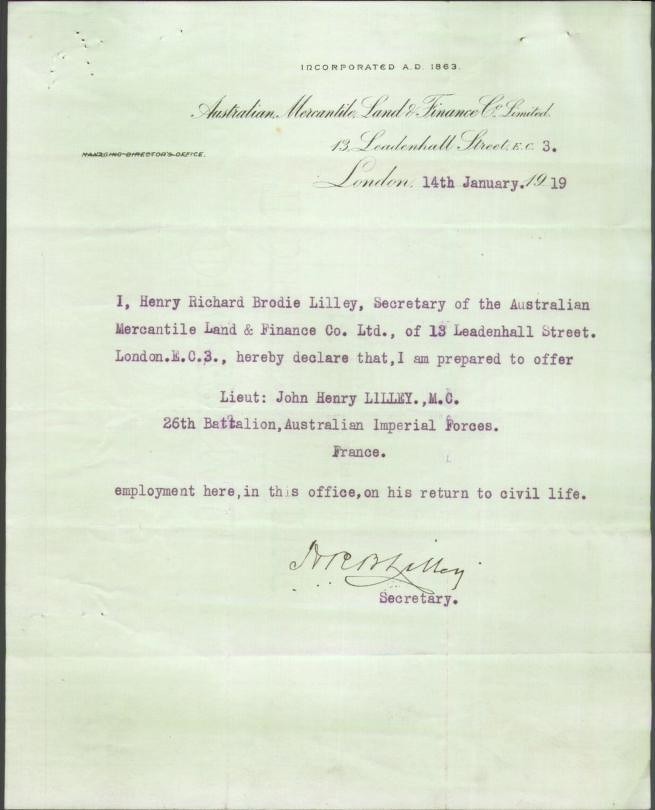 INCORPORATED A.D. 1863.
Australian Mercantile Land & Finance Co. Limited.
13, Leadenhall Street, E.C. 3.
MANAGING DIRECTOR'S OFFICE.
London, 14th January. 1919
I, Henry Richard Brodie Lilley, Secretary of the Australian
Mercantile Land & Finance Co. Ltd., of 13 Leadenhall Street.
London.E.C.3., hereby declare that, I am prepared to offer
Lieut: John Henry LILLEY.,M.C.
26th Battalion,Australian Imperial Forces.
France.
employment here,in this office,on his return to civil life.
H R B Lilley
Secretary.